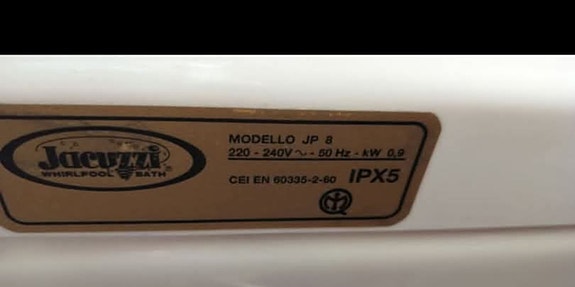 Jacuzzi®
WHIRLPOOL BATH
MODELLO JP 8
220 - 240V ~ - 50 Hz - kW 0,9
CEI EN 60335-2-60 IPX5